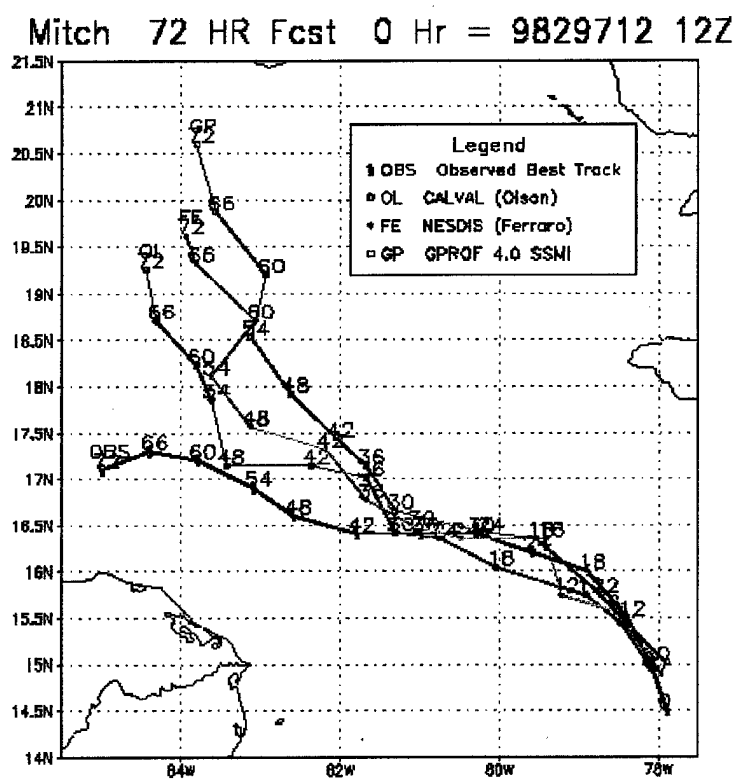 Mitch 72 HR Fcst 0 Hr = 9829712 12Z
21.5N
21N
20.5N
20N
19.5N
19N
18.5N
18N
17.5N
17N
16.5N
16N
15.5N
15N
14.5N
14N
84W
82W
80W
78W
Legend
OBS Observed Best Track
OL CALVAL (Olson)
FE NESDIS (Ferraro)
GP GPROF 4.0 SSMI
GP
72
66
FE
72
66
60
OL
72
60
54
66
60
54
54
48
48
42
42
OBS
66
60
48
42
36
54
48
30
42
18
18
12
12